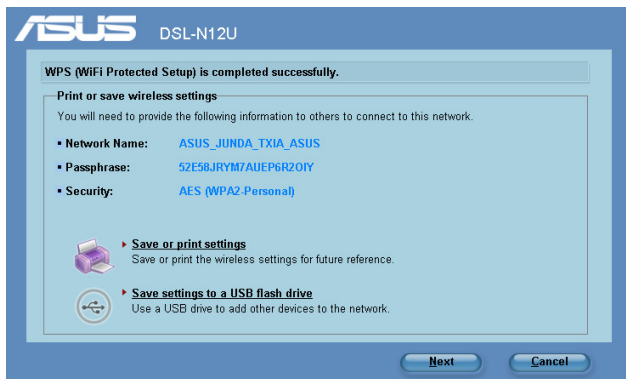 ASUS DSL-N12U
WPS (WiFi Protected Setup) is completed successfully.
Print or save wireless settings
You will need to provide the following information to others to connect to this network.
▪ Network Name: ASUS_JUNDA_TXIA_ASUS
▪ Passphrase: 52E58JRYM7AUEP6R2OIY
▪ Security: AES (WPA2-Personal)
Save or print settings
Save or print the wireless settings for future reference.
Save settings to a USB flash drive
Use a USB drive to add other devices to the network.
Next Cancel